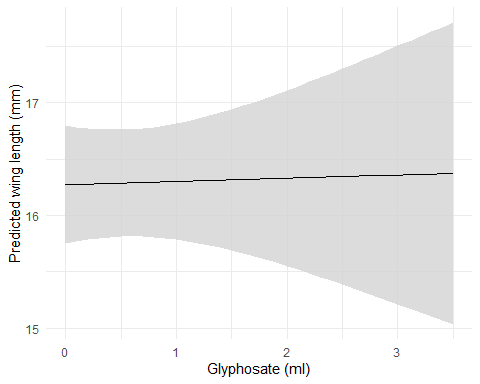 Predicted wing length (mm)
17
16
15
0 1 2 3
Glyphosate (ml)